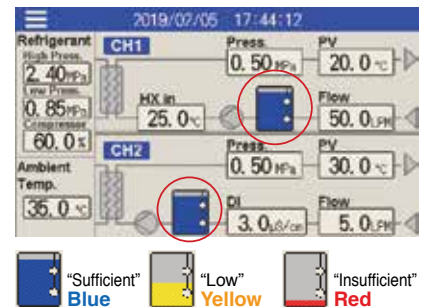 2019/02/05 17:44:12
Refrigerant
High Press.
2.40MPa
Low Press.
0.85MPa
Compressor
60.0%
Ambient
Temp.
35.0℃
CH1
Press.
0.50MPa
PV
20.0℃
HX in
25.0℃
Flow
50.0LPM
CH2
Press.
0.50MPa
PV
30.0℃
DI
3.0µS/cm
Flow
5.0LPM
“Sufficient”
Blue
“Low”
Yellow
“Insufficient”
Red